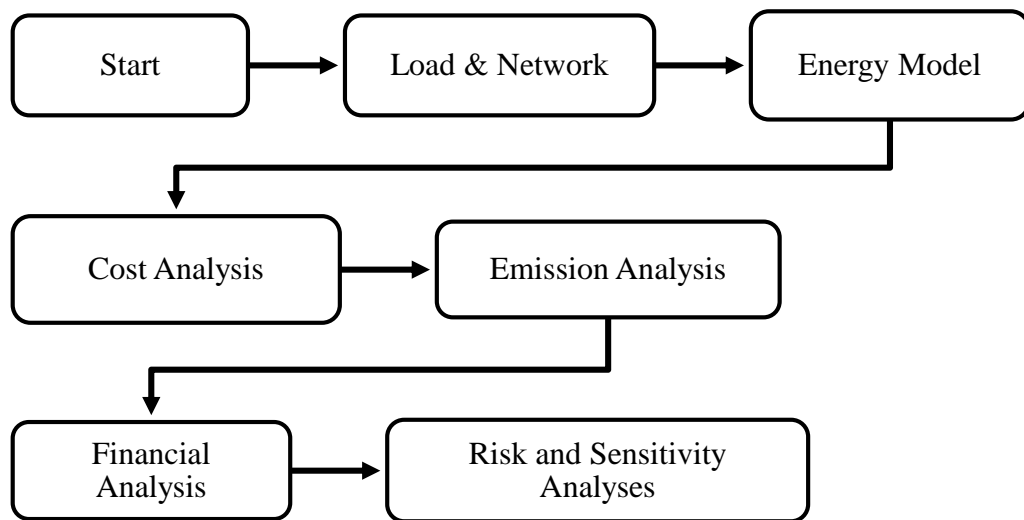 Start
Load & Network
Energy Model
Cost Analysis
Emission Analysis
Financial
Analysis
Risk and Sensitivity
Analyses